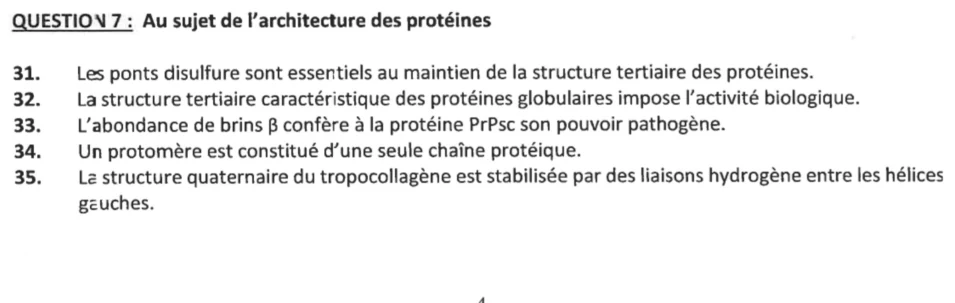 QUESTION 7 : Au sujet de l'architecture des protéines
31. Les ponts disulfure sont essentiels au maintien de la structure tertiaire des protéines.
32. La structure tertiaire caractéristique des protéines globulaires impose l'activité biologique.
33. L'abondance de brins β confère à la protéine PrPsc son pouvoir pathogène.
34. Un protomère est constitué d'une seule chaîne protéique.
35. La structure quaternaire du tropocollagène est stabilisée par des liaisons hydrogène entre les hélices
gauches.